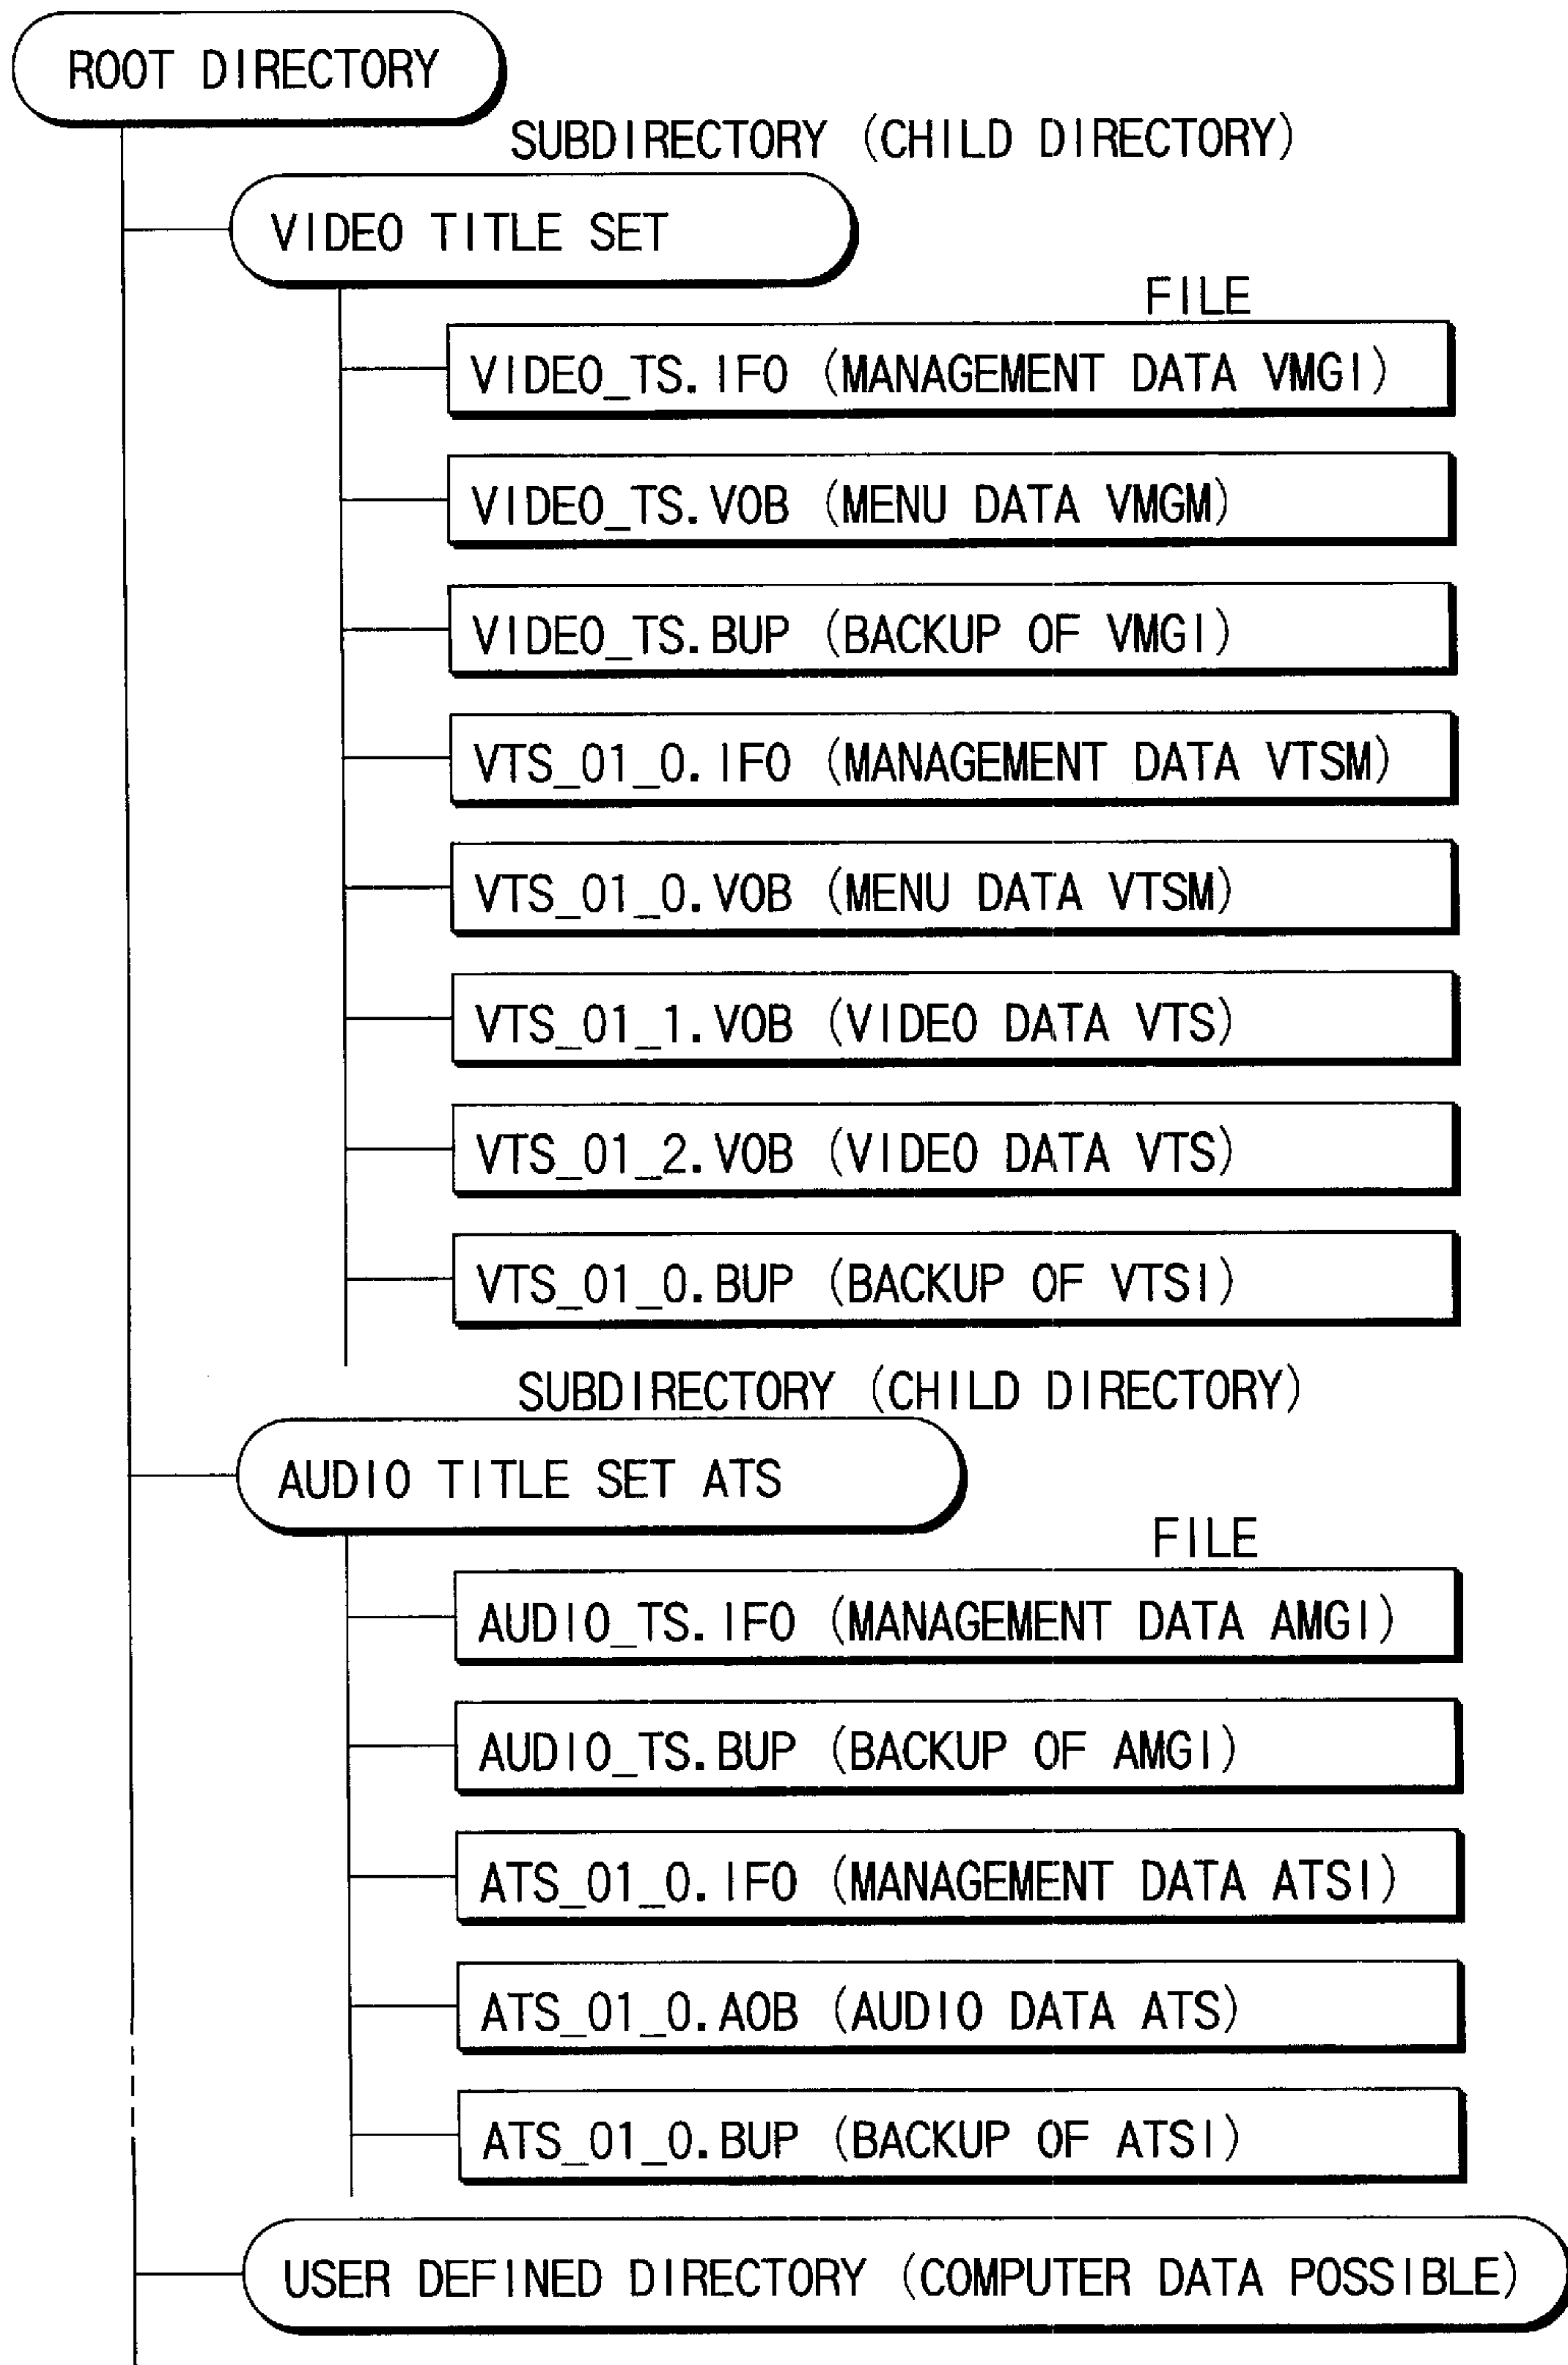 ROOT DIRECTORY
SUBDIRECTORY (CHILD DIRECTORY)
VIDEO TITLE SET
FILE
VIDEO_TS.IFO (MANAGEMENT DATA VMGI)
VIDEO_TS.VOB (MENU DATA VMGM)
VIDEO_TS.BUP (BACKUP OF VMGI)
VTS_01_0.IFO (MANAGEMENT DATA VTSM)
VTS_01_0.VOB (MENU DATA VTSM)
VTS_01_1.VOB (VIDEO DATA VTS)
VTS_01_2.VOB (VIDEO DATA VTS)
VTS_01_0.BUP (BACKUP OF VTSI)
SUBDIRECTORY (CHILD DIRECTORY)
AUDIO TITLE SET ATS
FILE
AUDIO_TS.IFO (MANAGEMENT DATA AMGI)
AUDIO_TS.BUP (BACKUP OF AMGI)
ATS_01_0.IFO (MANAGEMENT DATA ATSI)
ATS_01_0.AOB (AUDIO DATA ATS)
ATS_01_0.BUP (BACKUP OF ATSI)
USER DEFINED DIRECTORY (COMPUTER DATA POSSIBLE)